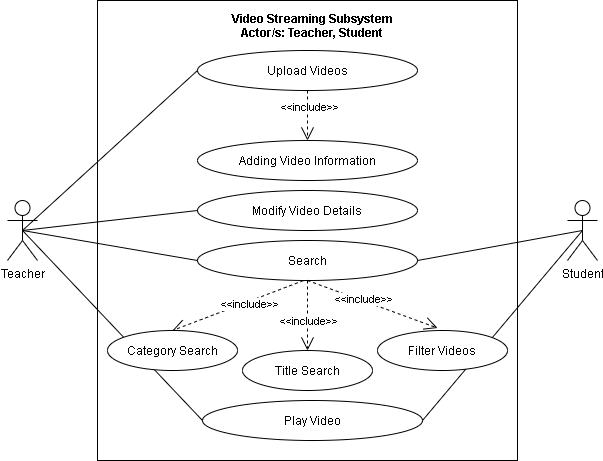 Video Streaming Subsystem
Actor/s: Teacher, Student
Upload Videos
<<include>>
Adding Video Information
Modify Video Details
Search
Teacher
Student
<<include>>
<<include>>
<<include>>
Category Search
Title Search
Filter Videos
Play Video